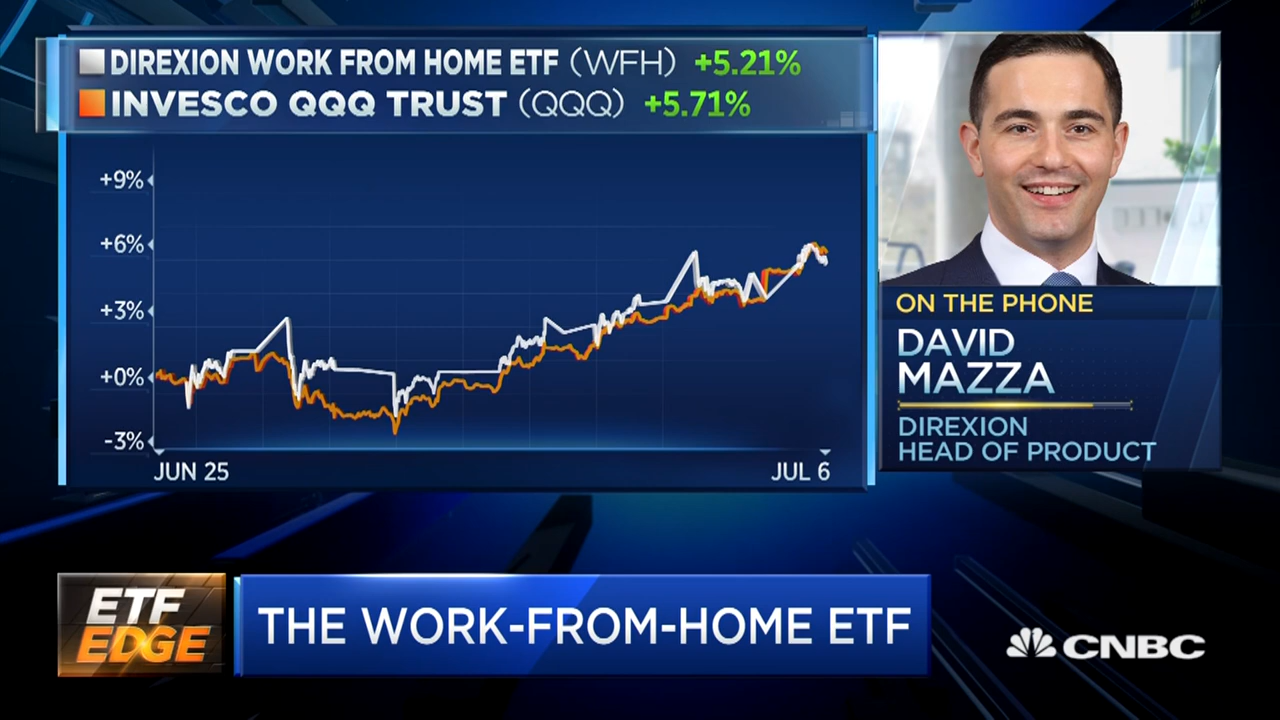 DIREXION WORK FROM HOME ETF (WFH) +5.21%
INVESCO QQQ TRUST (QQQ) +5.71%
+9%
+6%
+3%
+0%
-3%
JUN 25
JUL 6
ON THE PHONE
DAVID
MAZZA
DIREXION
HEAD OF PRODUCT
ETF
EDGE
THE WORK-FROM-HOME ETF
CNBC